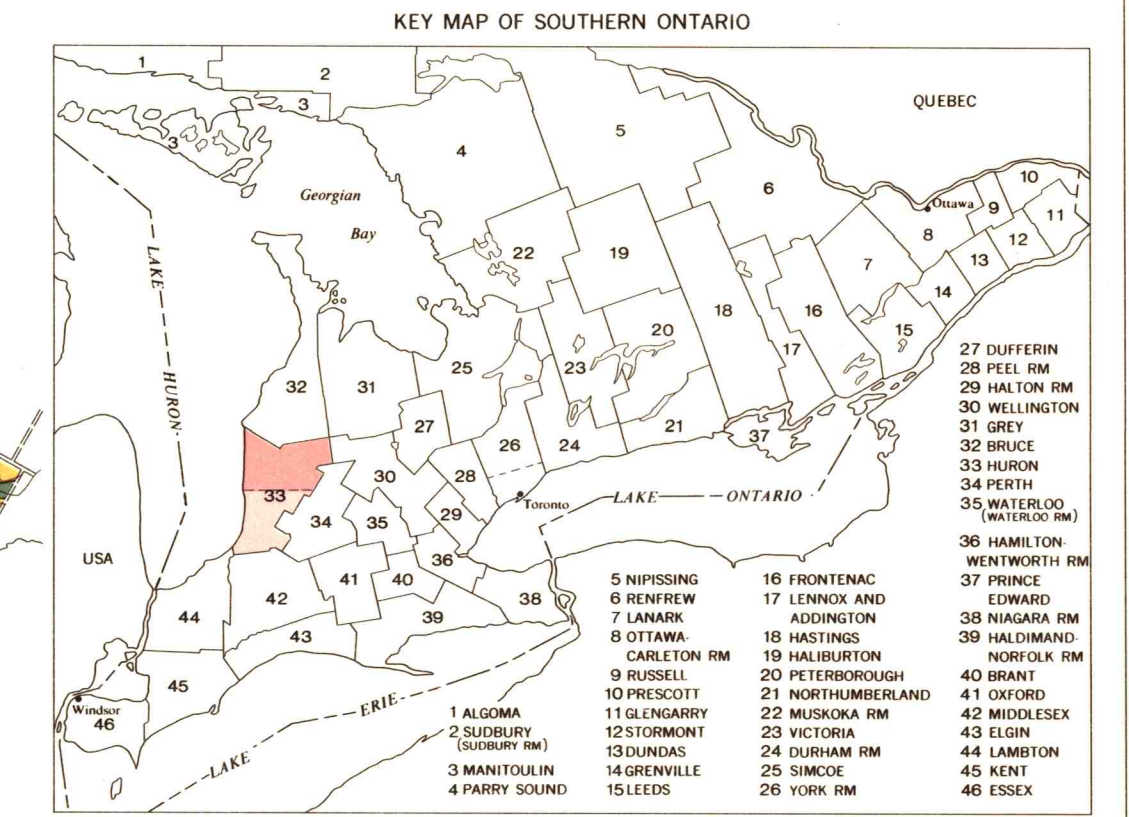 KEY MAP OF SOUTHERN ONTARIO
1
2
3
3
4
5
QUEBEC
6
Georgian
Bay
Ottawa
10
9
11
8
12
13
7
14
22
19
18
16
15
LAKE HURON
20
17
25
23
32
31
27
26
24
21
37
33
30
28
Toronto
LAKE ONTARIO
34
35
29
36
USA
41
40
42
38
44
39
43
45
Windsor
46
LAKE ERIE
1 ALGOMA
2 SUDBURY
(SUDBURY RM)
3 MANITOULIN
4 PARRY SOUND
5 NIPISSING
6 RENFREW
7 LANARK
8 OTTAWA-
CARLETON RM
9 RUSSELL
10 PRESCOTT
11 GLENGARRY
12 STORMONT
13 DUNDAS
14 GRENVILLE
15 LEEDS
16 FRONTENAC
17 LENNOX AND
ADDINGTON
18 HASTINGS
19 HALIBURTON
20 PETERBOROUGH
21 NORTHUMBERLAND
22 MUSKOKA RM
23 VICTORIA
24 DURHAM RM
25 SIMCOE
26 YORK RM
27 DUFFERIN
28 PEEL RM
29 HALTON RM
30 WELLINGTON
31 GREY
32 BRUCE
33 HURON
34 PERTH
35 WATERLOO
(WATERLOO RM)
36 HAMILTON-
WENTWORTH RM
37 PRINCE
EDWARD
38 NIAGARA RM
39 HALDIMAND-
NORFOLK RM
40 BRANT
41 OXFORD
42 MIDDLESEX
43 ELGIN
44 LAMBTON
45 KENT
46 ESSEX